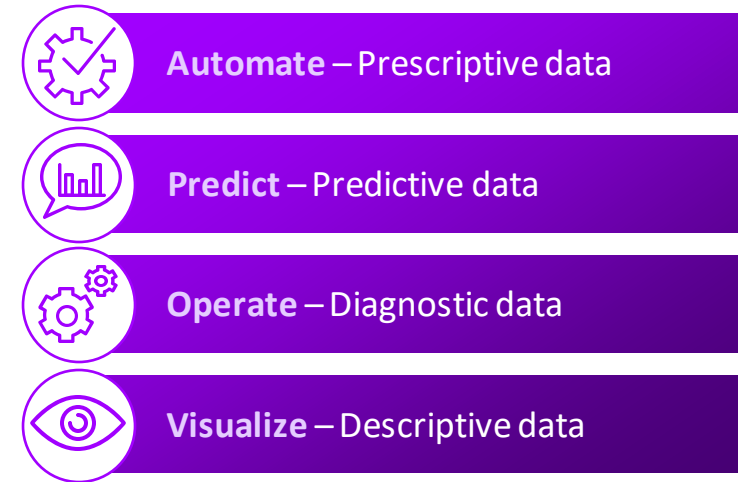 Automate – Prescriptive data
Predict – Predictive data
Operate – Diagnostic data
Visualize – Descriptive data